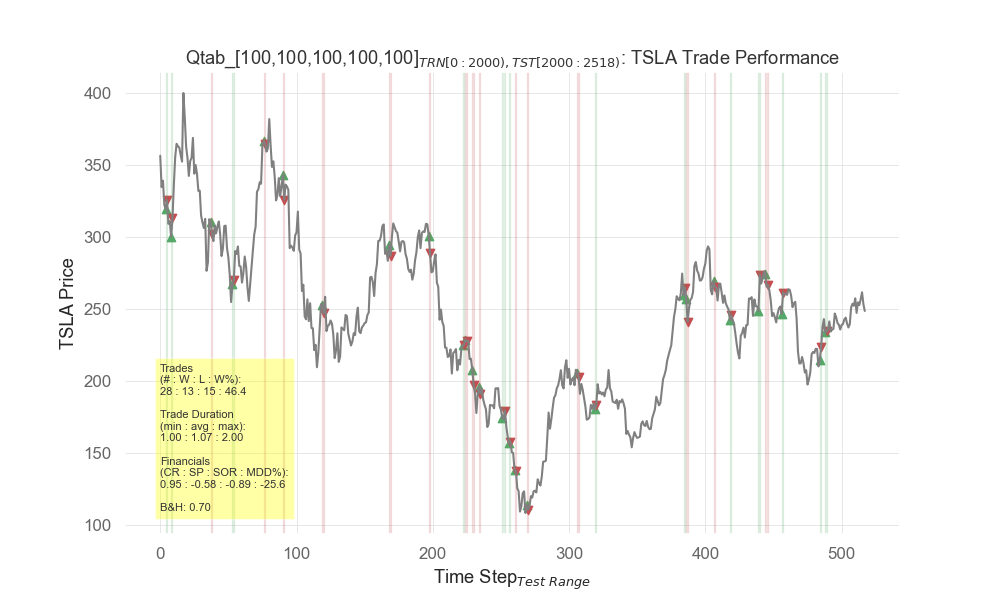 Qtab_[100,100,100,100,100]TRN[0 : 2000), TST[2000 : 2518) : TSLA Trade Performance
TSLA Price
400
350
300
250
200
150
100
Trades
(# : W : L : W%):
28 : 13 : 15 : 46.4
Trade Duration
(min : avg : max):
1.00 : 1.07 : 2.00
Financials
(CR : SP : SOR : MDD%):
0.95 : -0.58 : -0.89 : -25.6
B&H: 0.70
0 100 200 300 400 500
Time StepTest Range